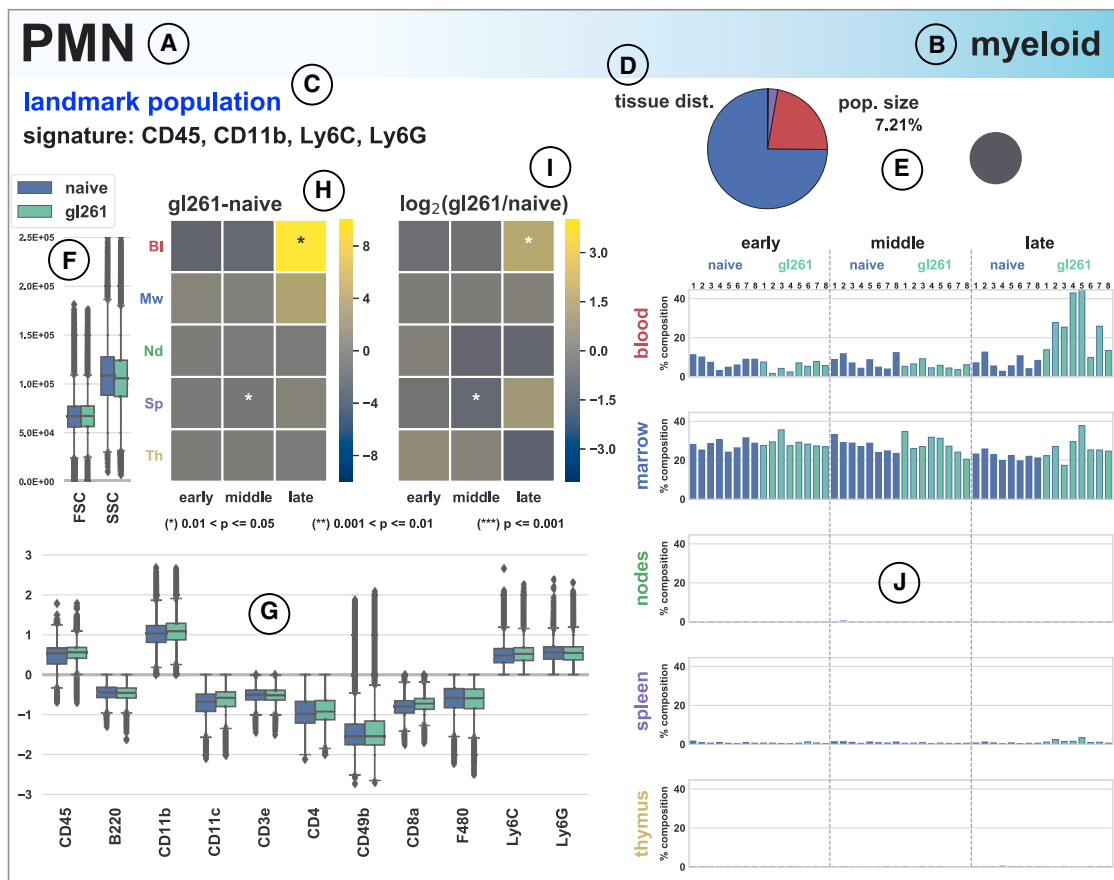 PMN A
B myeloid
C
landmark population
signature: CD45, CD11b, Ly6C, Ly6G
D
tissue dist.
pop. size
7.21%
E
naive
gl261
F
2.5E+05
2.0E+05
1.5E+05
1.0E+05
5.0E+04
0.0E+00
FSC
SSC
H
gl261-naive
Bl
Mw
Nd
Sp
Th
*
*
early middle late
8
4
0
−4
−8
I
log2(gl261/naive)
*
*
early middle late
3.0
1.5
0.0
−1.5
−3.0
(*) 0.01 < p <= 0.05 (**) 0.001 < p <= 0.01 (***) p <= 0.001
G
3
2
1
0
−1
−2
−3
CD45
B220
CD11b
CD11c
CD3e
CD4
CD49b
CD8a
F480
Ly6C
Ly6G
early middle late
naive gl261 naive gl261 naive gl261
1 2 3 4 5 6 7 8 1 2 3 4 5 6 7 8 1 2 3 4 5 6 7 8 1 2 3 4 5 6 7 8 1 2 3 4 5 6 7 8 1 2 3 4 5 6 7 8
blood
% composition
40
20
0
marrow
% composition
40
20
0
nodes
% composition
40
20
0
J
spleen
% composition
40
20
0
thymus
% composition
40
20
0